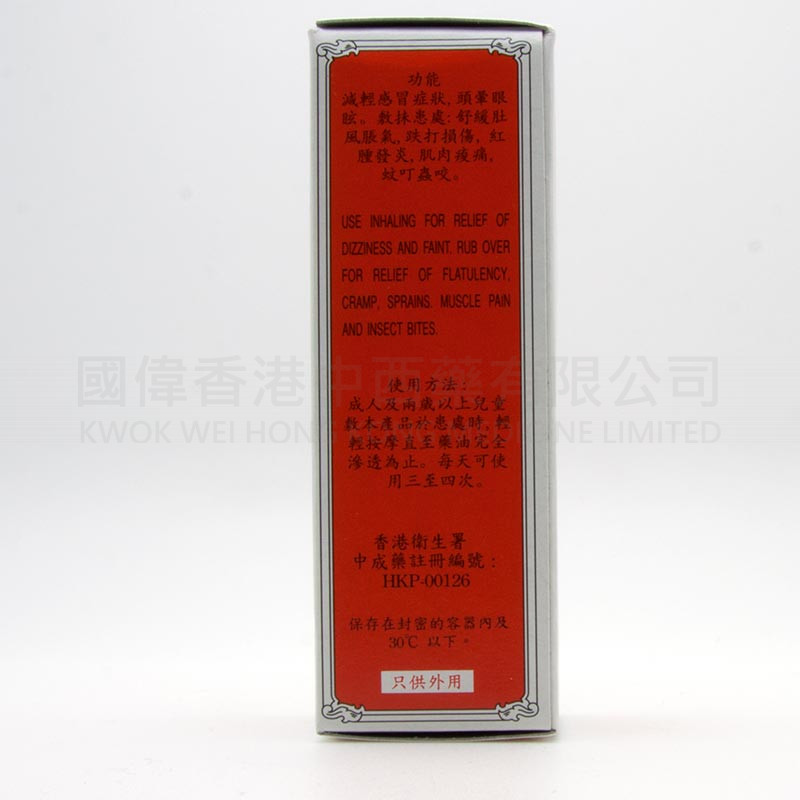 功能
減輕感冒症狀, 頭暈眼
眩。敷抹患處: 舒緩肚
風脹氣, 跌打損傷, 紅
腫發炎, 肌肉痠痛,
蚊叮蟲咬。
USE INHALING FOR RELIEF OF
DIZZINESS AND FAINT. RUB OVER
FOR RELIEF OF FLATULENCY,
CRAMP, SPRAINS. MUSCLE PAIN
AND INSECT BITES.
國偉香港中西藥有限公司
使用方法:
成人及兩歲以上兒童
敷本產品於患處時, 輕
KWOK WEI HON NE LIMITED
輕按摩直至藥油完全
滲透為止。每天可使
用三至四次。
香港衛生署
中成藥註冊編號:
HKP-00126
保存在封密的容器內及
30℃ 以下。
只供外用